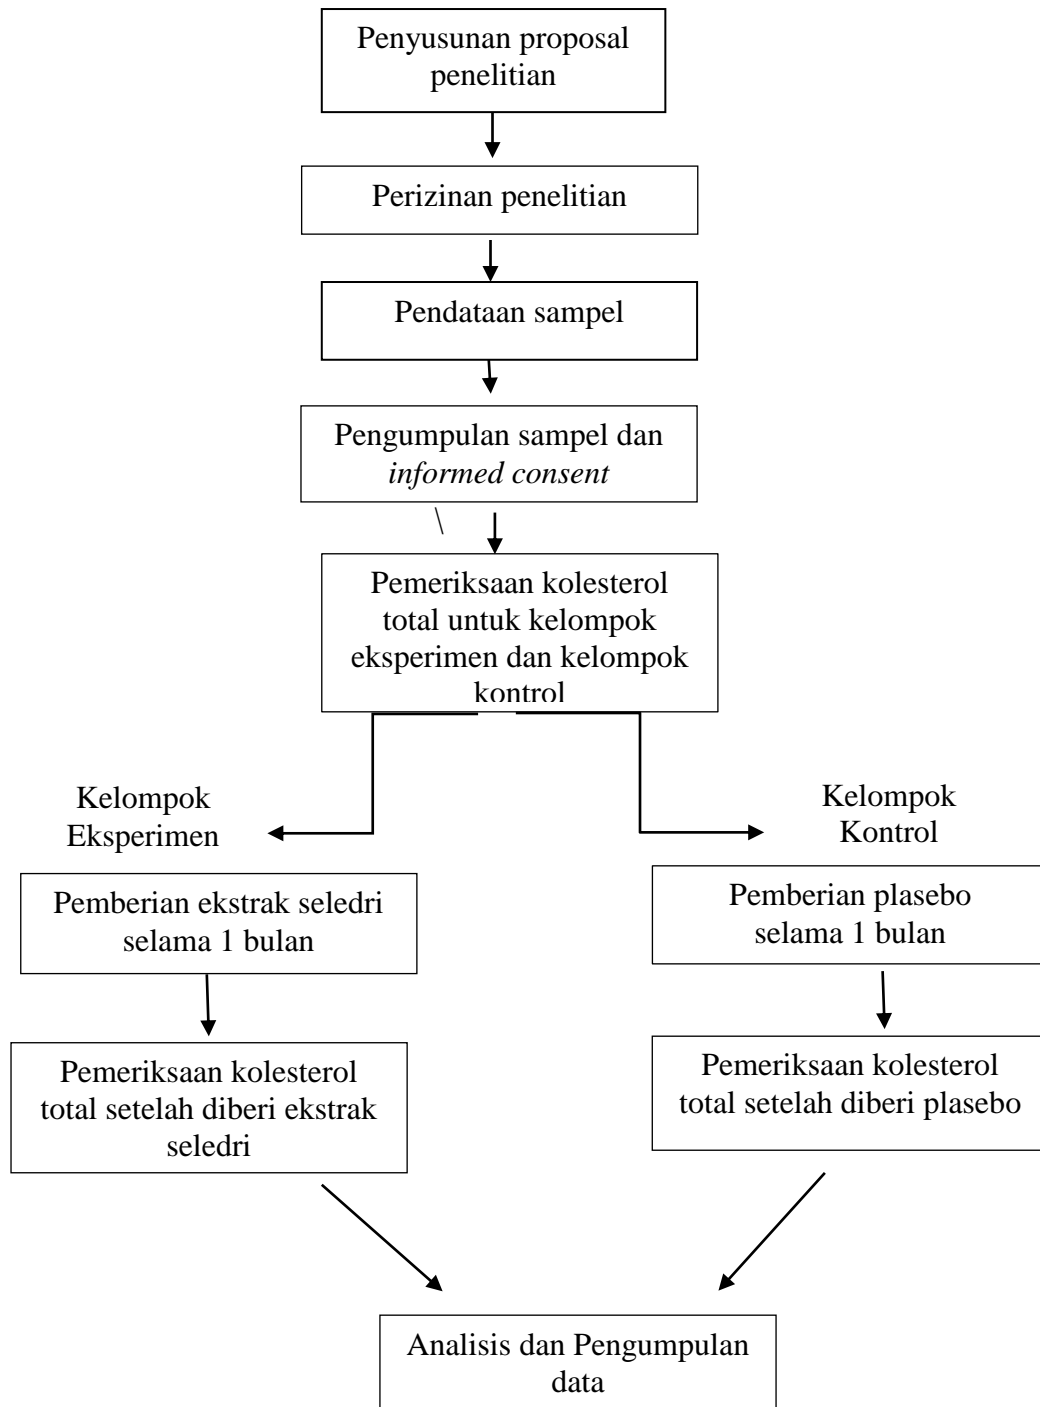 Penyusunan proposal
penelitian
Perizinan penelitian
Pendataan sampel
Pengumpulan sampel dan
informed consent
Pemeriksaan kolesterol
total untuk kelompok
eksperimen dan kelompok
kontrol
Kelompok
Eksperimen
Kelompok
Kontrol
Pemberian ekstrak seledri
selama 1 bulan
Pemberian plasebo
selama 1 bulan
Pemeriksaan kolesterol
total setelah diberi ekstrak
seledri
Pemeriksaan kolesterol
total setelah diberi plasebo
Analisis dan Pengumpulan
data